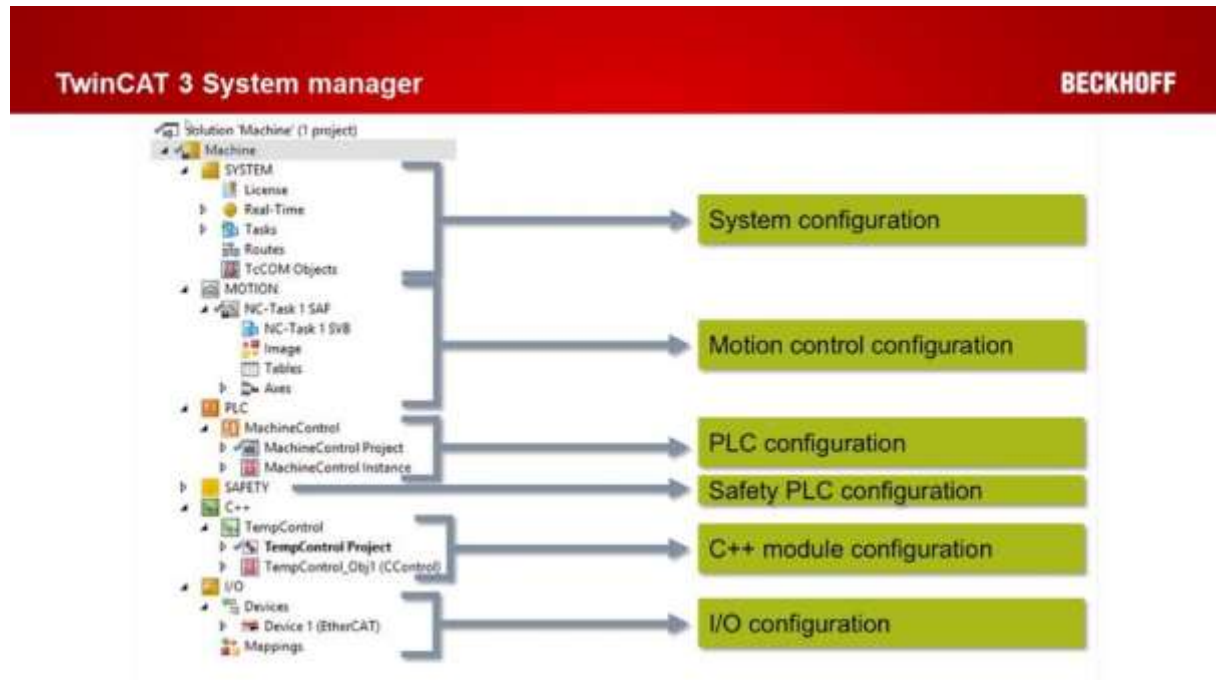 TwinCAT 3 System manager
BECKHOFF
Solution 'Machine' (1 project)
Machine
SYSTEM
License
Real-Time
Tasks
Routes
TcCOM Objects
MOTION
NC-Task 1 SAF
NC-Task 1 SVB
Image
Tables
Axes
PLC
MachineControl
MachineControl Project
MachineControl Instance
SAFETY
C++
TempControl
TempControl Project
TempControl_Obj1 (CControl)
I/O
Devices
Device 1 (EtherCAT)
Mappings
System configuration
Motion control configuration
PLC configuration
Safety PLC configuration
C++ module configuration
I/O configuration